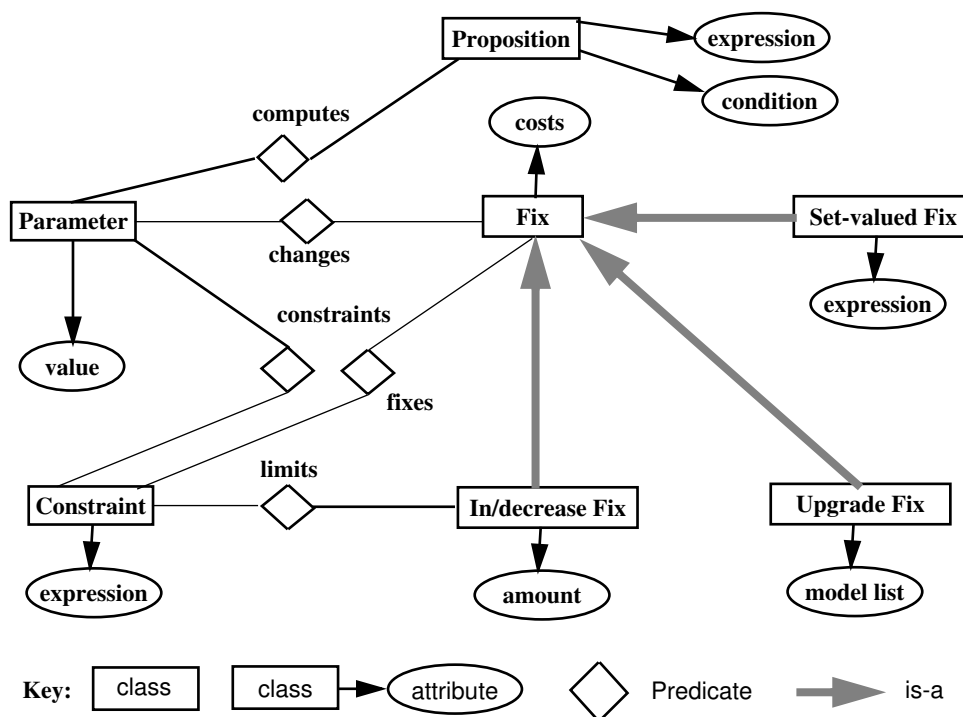 Proposition
expression
condition
computes
costs
Parameter
Fix
Set-valued Fix
changes
expression
constraints
value
fixes
limits
Constraint
In/decrease Fix
Upgrade Fix
expression
amount
model list
Key:
class
class
attribute
Predicate
is-a